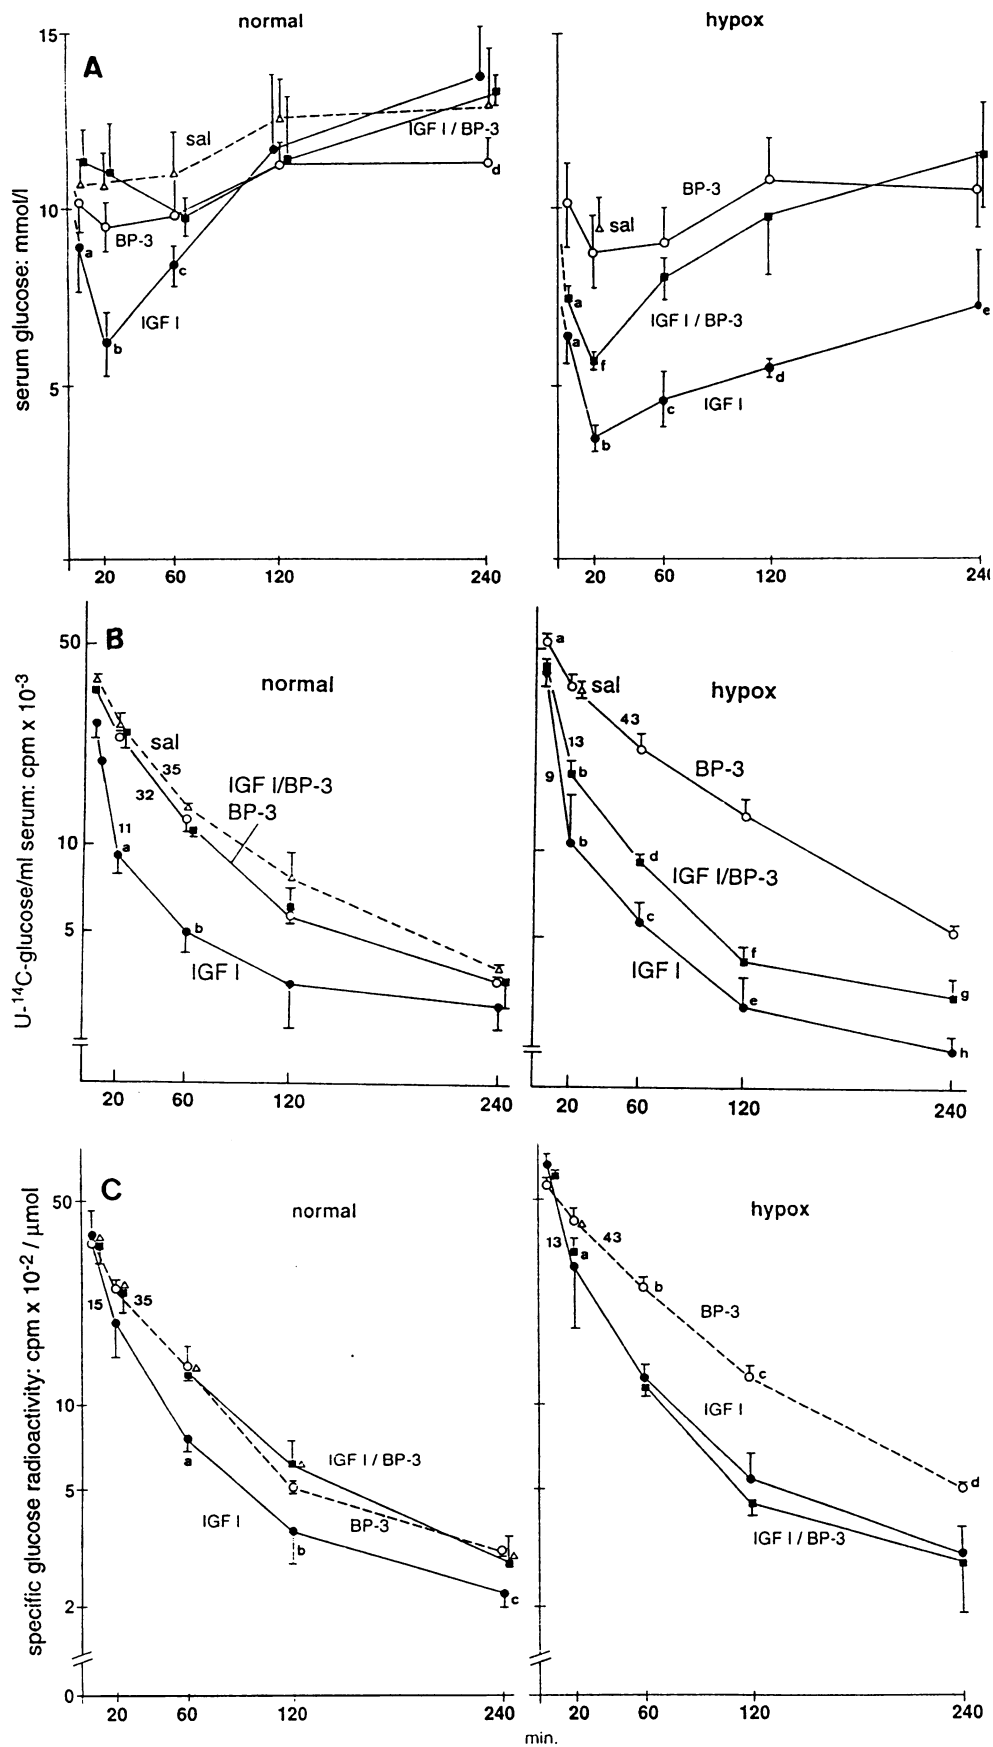 normal
hypox
A
serum glucose: mmol/l
15
10
5
sal
BP-3
IGF I
IGF I / BP-3
a
b
c
d
20
60
120
240
BP-3
sal
IGF I / BP-3
IGF I
a
a
f
b
c
d
e
20
60
120
240
B
normal
hypox
U-¹⁴C-glucose/ml serum: cpm x 10⁻³
50
10
5
sal
35
32
11
IGF I/BP-3
BP-3
IGF I
a
b
20
60
120
240
a
sal
43
13
9
b
b
BP-3
d
c
IGF I/BP-3
IGF I
f
e
g
h
20
60
120
240
C
normal
hypox
specific glucose radioactivity: cpm x 10⁻² / µmol
50
10
5
2
0
15
35
IGF I / BP-3
BP-3
IGF I
a
b
c
20
60
120
240
13
43
a
b
c
d
BP-3
IGF I
IGF I / BP-3
20
60
120
240
min.